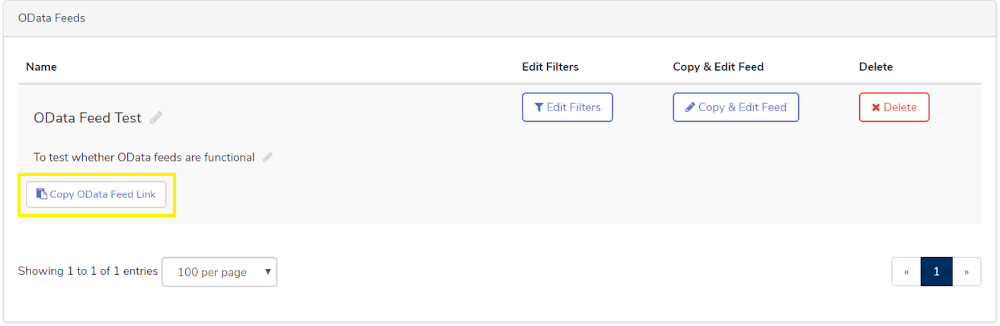 OData Feeds
Name Edit Filters Copy & Edit Feed Delete
OData Feed Test Edit Filters Copy & Edit Feed Delete
To test whether OData feeds are functional
Copy OData Feed Link
Showing 1 to 1 of 1 entries 100 per page « 1 »